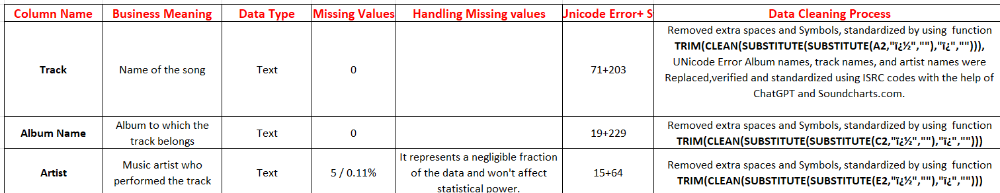 Column Name
Business Meaning
Data Type
Missing Values
Handling Missing values
Unicode Error+ S
Data Cleaning Process
Track
Name of the song
Text
0
71+203
Removed extra spaces and Symbols, standardized by using function
TRIM(CLEAN(SUBSTITUTE(SUBSTITUTE(A2,"ï¿½",""),"ï¿",""))),
UNicode Error Album names, track names, and artist names were
Replaced,verified and standardized using ISRC codes with the help of
ChatGPT and Soundcharts.com.
Album Name
Album to which the
track belongs
Text
0
19+229
Removed extra spaces and Symbols, standardized by using function
TRIM(CLEAN(SUBSTITUTE(SUBSTITUTE(C2,"ï¿½",""),"ï¿","")))
Artist
Music artist who
performed the track
Text
5 / 0.11%
It represents a negligible fraction
of the data and won't affect
statistical power.
15+64
Removed extra spaces and Symbols, standardized by using function
TRIM(CLEAN(SUBSTITUTE(SUBSTITUTE(E2,"ï¿½",""),"ï¿","")))